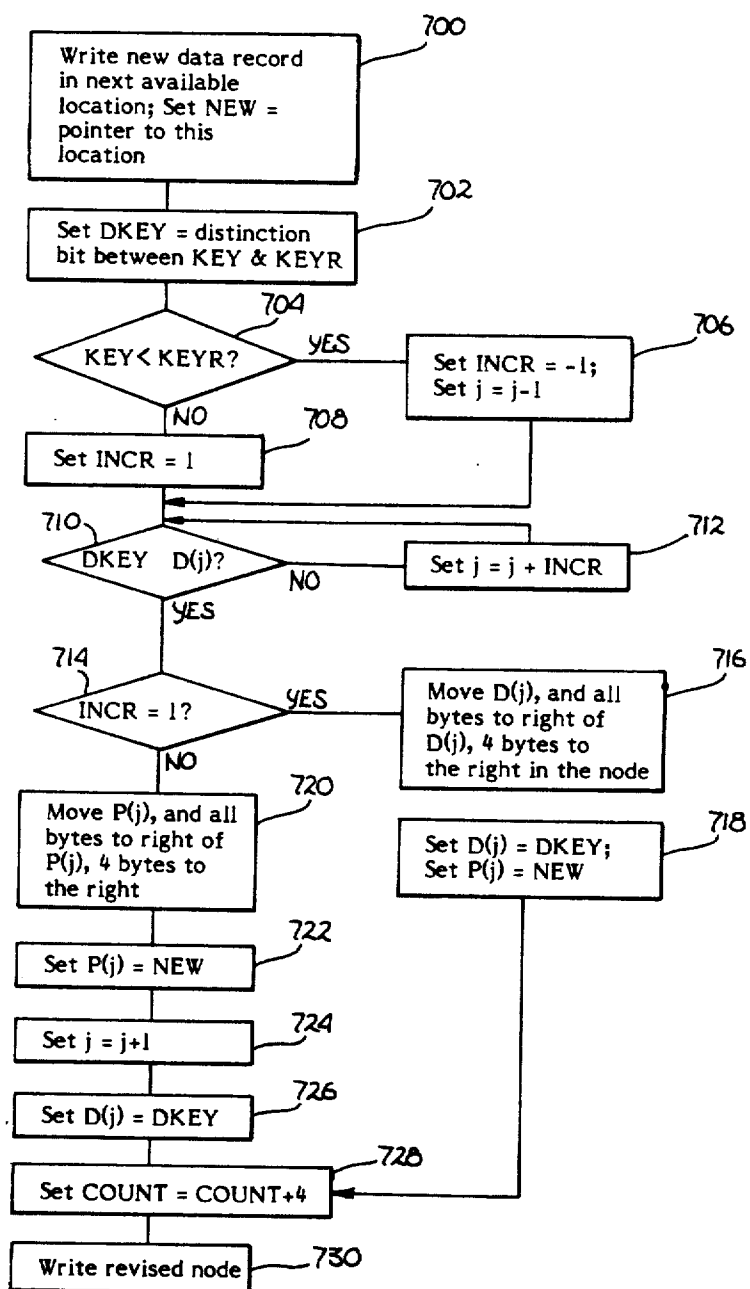 700
Write new data record
in next available
location; Set NEW =
pointer to this
location
702
Set DKEY = distinction
bit between KEY & KEYR
704
KEY< KEYR?
YES
NO
706
Set INCR = -1;
Set j = j-1
708
Set INCR = 1
710
DKEY D(j)?
NO
YES
712
Set j = j + INCR
714
INCR = 1?
YES
NO
716
Move D(j), and all
bytes to right of
D(j), 4 bytes to
the right in the node
718
Set D(j) = DKEY;
Set P(j) = NEW
720
Move P(j), and all
bytes to right of
P(j), 4 bytes to
the right
722
Set P(j) = NEW
724
Set j = j+1
726
Set D(j) = DKEY
728
Set COUNT = COUNT+4
730
Write revised node